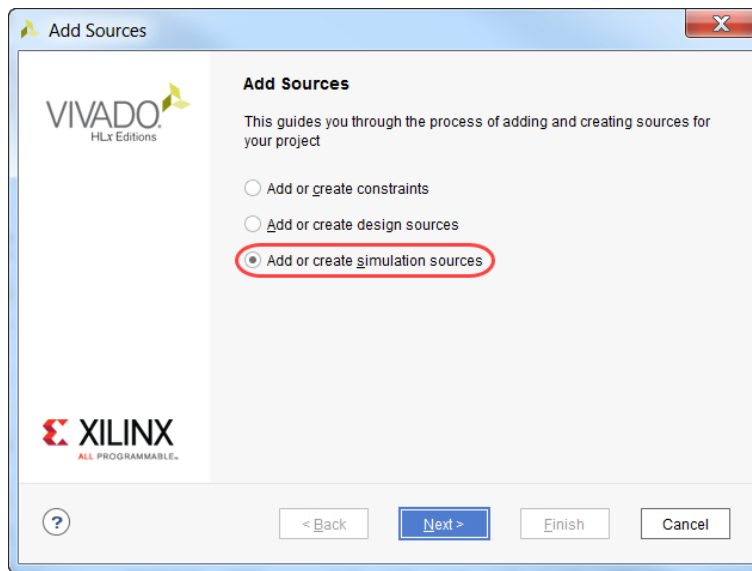 Add Sources
X
VIVADO.
HLx Editions
Add Sources
This guides you through the process of adding and creating sources for
your project
Add or create constraints
Add or create design sources
Add or create simulation sources
XILINX
ALL PROGRAMMABLE™
?
< Back
Next >
Finish
Cancel